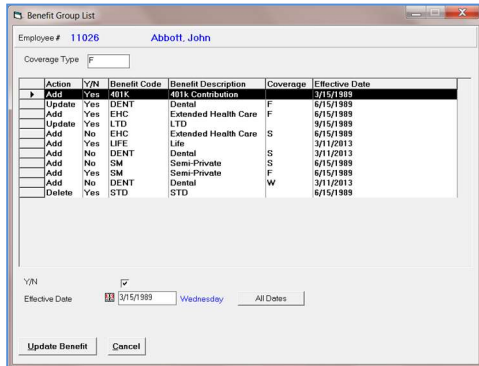 Benefit Group List
Employee # 11026 Abbott, John
Coverage Type F
Action Y/N Benefit Code Benefit Description Coverage Effective Date
Add Yes 401K 401k Contribution 3/15/1989
Update Yes DENT Dental F 6/15/1989
Add Yes EHC Extended Health Care F 6/15/1989
Update Yes LTD LTD 9/15/1989
Add No EHC Extended Health Care S 6/15/1989
Add Yes LIFE Life 3/11/2013
Add No DENT Dental S 3/11/2013
Add No SM Semi-Private S 6/15/1989
Add Yes SM Semi-Private F 6/15/1989
Add No DENT Dental W 3/11/2013
Delete Yes STD STD 6/15/1989
Y/N
Effective Date 3/15/1989 Wednesday All Dates
Update Benefit Cancel